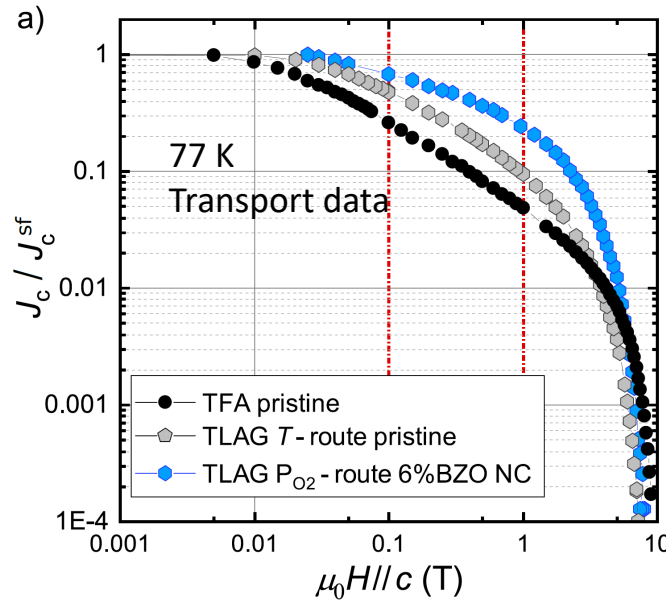 a)
1
0.1
0.01
0.001
1E-4
J_c / J_c^sf
77 K
Transport data
TFA pristine
TLAG T - route pristine
TLAG P_O2 - route 6%BZO NC
0.001 0.01 0.1 1 10
μ₀H//c (T)